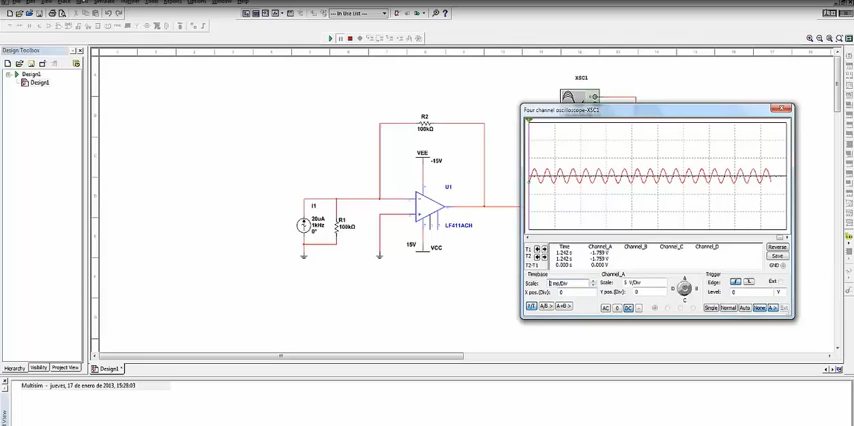 In Use List
Design Toolbox
Design1
Design1
XSC1
Four channel oscilloscope-XSC1
R2
100kΩ
VEE
-15V
U1
I1
20uA
1kHz
0°
R1
100kΩ
LF411ACH
15V
VCC
Time Channel_A Channel_B Channel_C Channel_D
T1 1.242 s -1.759 V
T2 1.242 s -1.759 V
T2-T1 0.000 s 0.000 V
Reverse
Save
GND
Timebase Channel_A Trigger
Scale: ms/Div Scale: 5 V/Div Edge: Ext
X pos.(Div): 0 Y pos.(Div): 0 Level: 0 V
A/B > A+B > AC 0 DC - Single Normal Auto None
Hierarchy Visibility Project View
Design1 *
Multisim - jueves, 17 de enero de 2013, 15:28:03